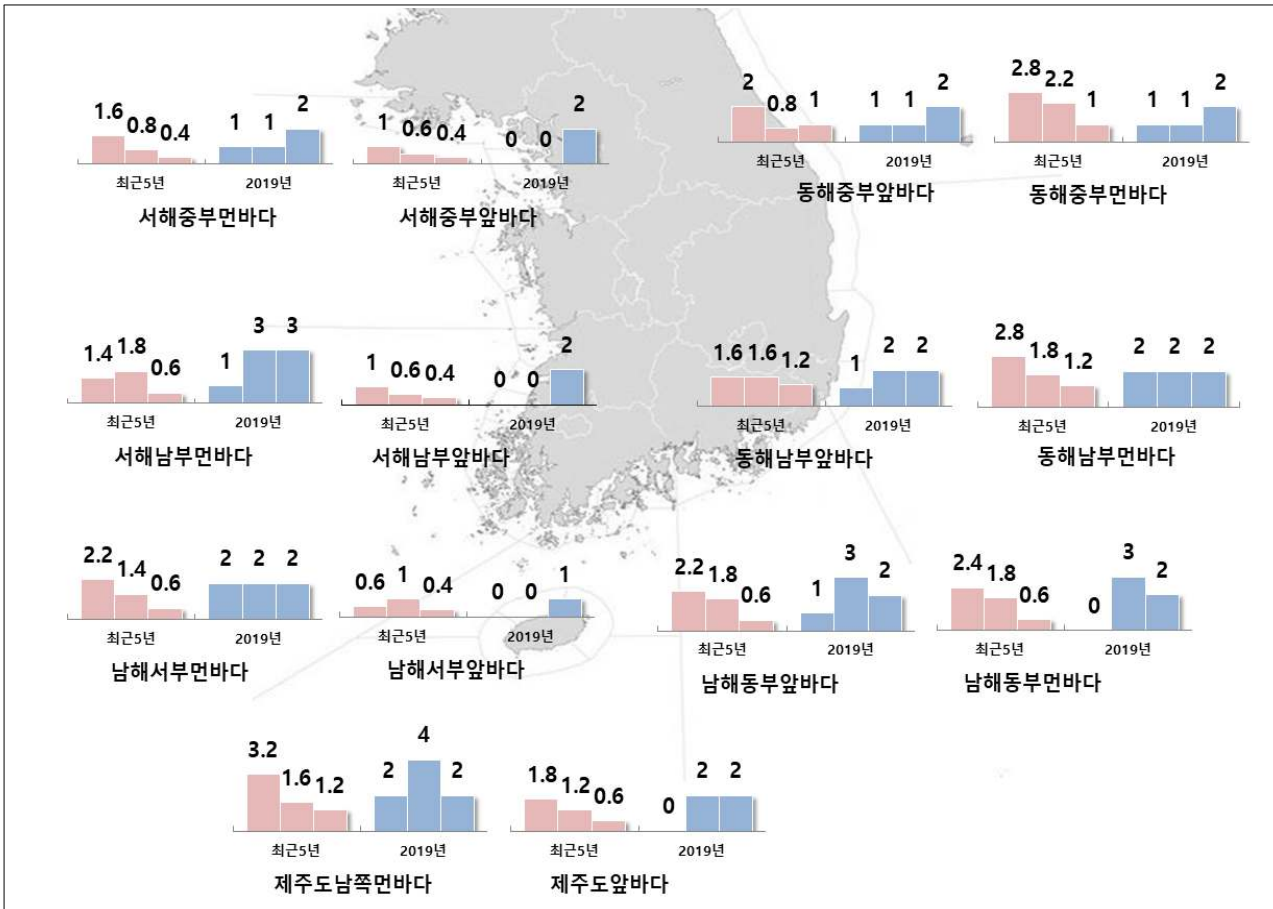 1.6 0.8 0.4 1 1 2
최근5년 2019년
서해중부먼바다
1 0.6 0.4 0 0 2
최근5년 2019년
서해중부앞바다
2 0.8 1 1 1 2
최근5년 2019년
동해중부앞바다
2.8 2.2 1 1 1 2
최근5년 2019년
동해중부먼바다
1.4 1.8 0.6 1 3 3
최근5년 2019년
서해남부먼바다
1 0.6 0.4 0 0 2
최근5년 2019년
서해남부앞바다
1.6 1.6 1.2 1 2 2
최근5년 2019년
동해남부앞바다
2.8 1.8 1.2 2 2 2
최근5년 2019년
동해남부먼바다
2.2 1.4 0.6 2 2 2
최근5년 2019년
남해서부먼바다
0.6 1 0.4 0 0 1
최근5년 2019년
남해서부앞바다
2.2 1.8 0.6 1 3 2
최근5년 2019년
남해동부앞바다
2.4 1.8 0.6 0 3 2
최근5년 2019년
남해동부먼바다
3.2 1.6 1.2 2 4 2
최근5년 2019년
제주도남쪽먼바다
1.8 1.2 0.6 0 2 2
최근5년 2019년
제주도앞바다